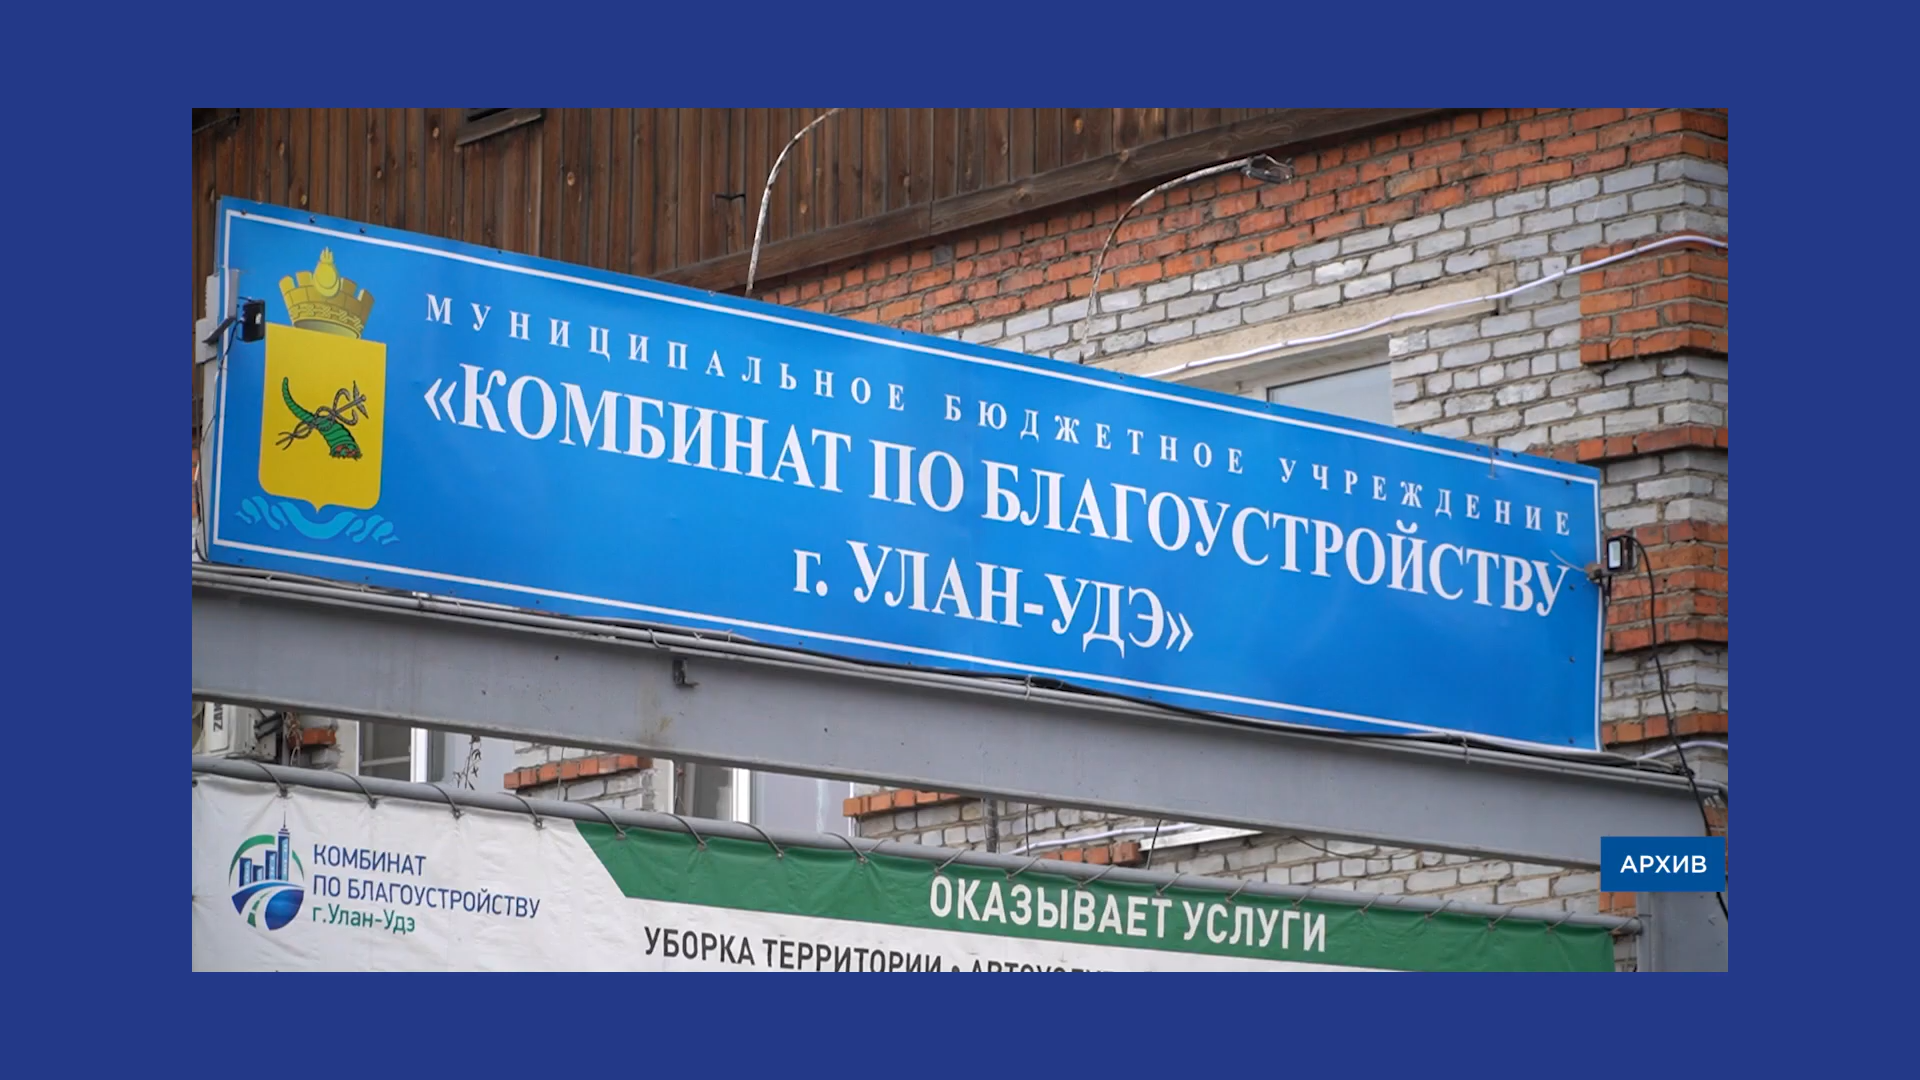 МУНИЦИПАЛЬНОЕ БЮДЖЕТНОЕ УЧРЕЖДЕНИЕ
«КОМБИНАТ ПО БЛАГОУСТРОЙСТВУ
г. УЛАН-УДЭ»
КОМБИНАТ
ПО БЛАГОУСТРОЙСТВУ
г.Улан-Удэ
ОКАЗЫВАЕТ УСЛУГИ
УБОРКА ТЕРРИТОРИИ •
АРХИВ